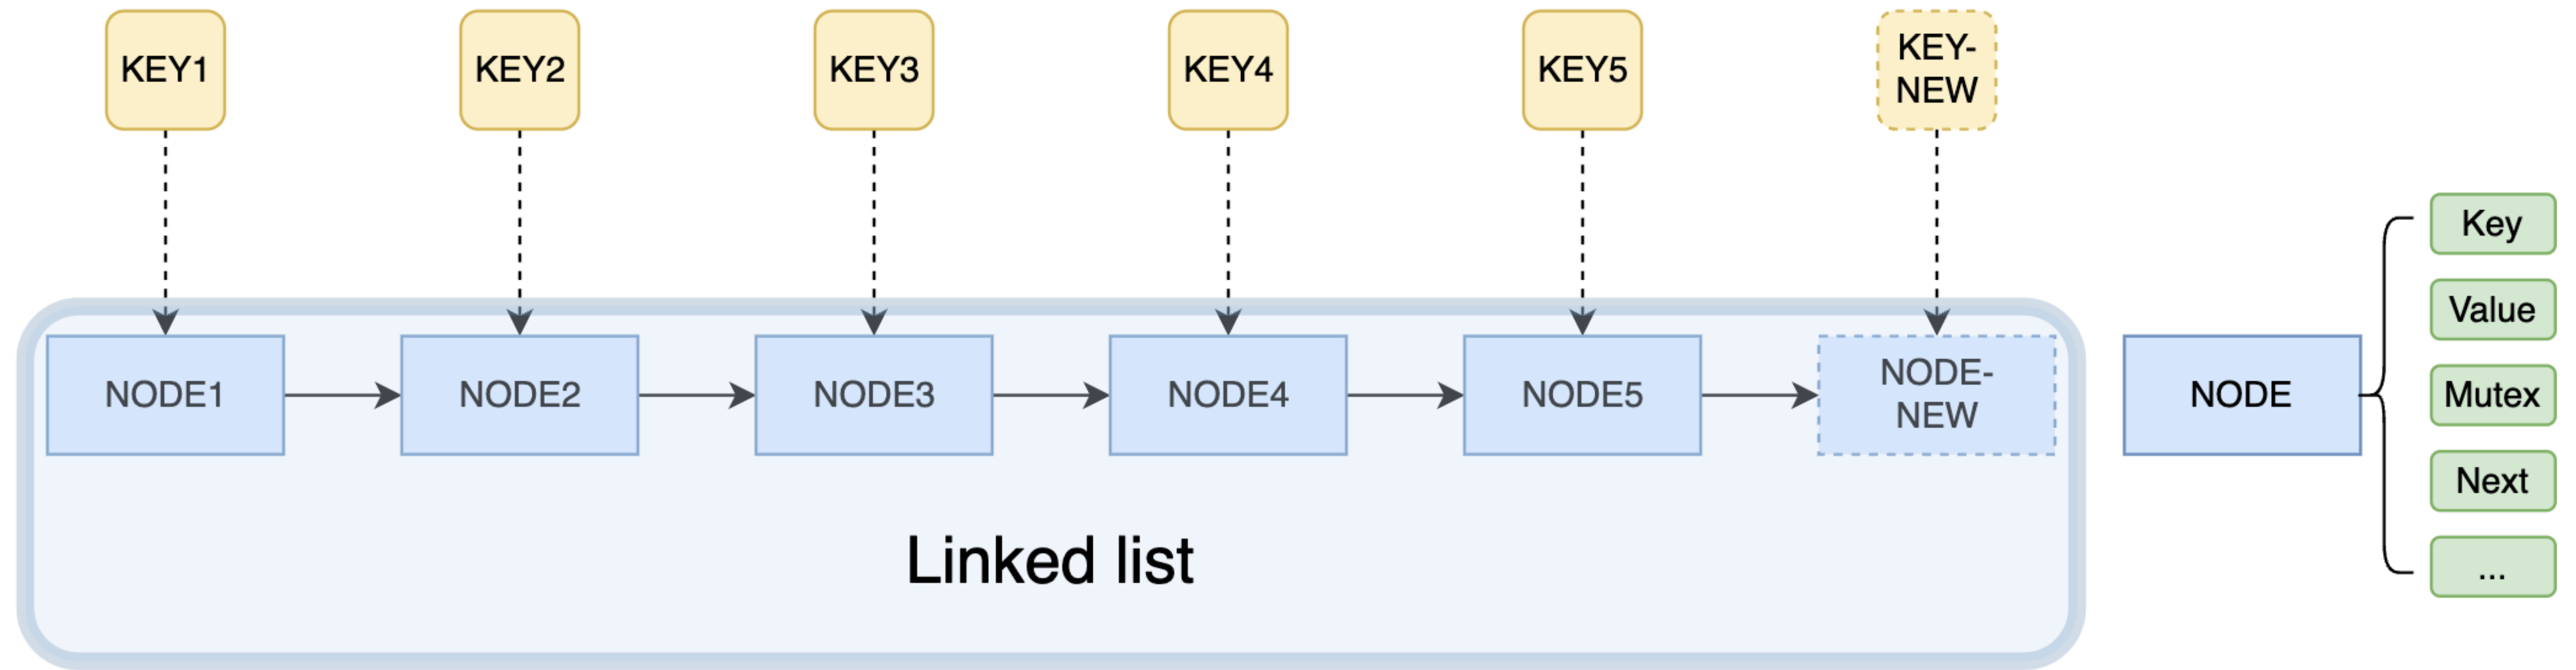 KEY1
KEY2
KEY3
KEY4
KEY5
KEY-
NEW
NODE1
NODE2
NODE3
NODE4
NODE5
NODE-
NEW
Linked list
NODE
Key
Value
Mutex
Next
...